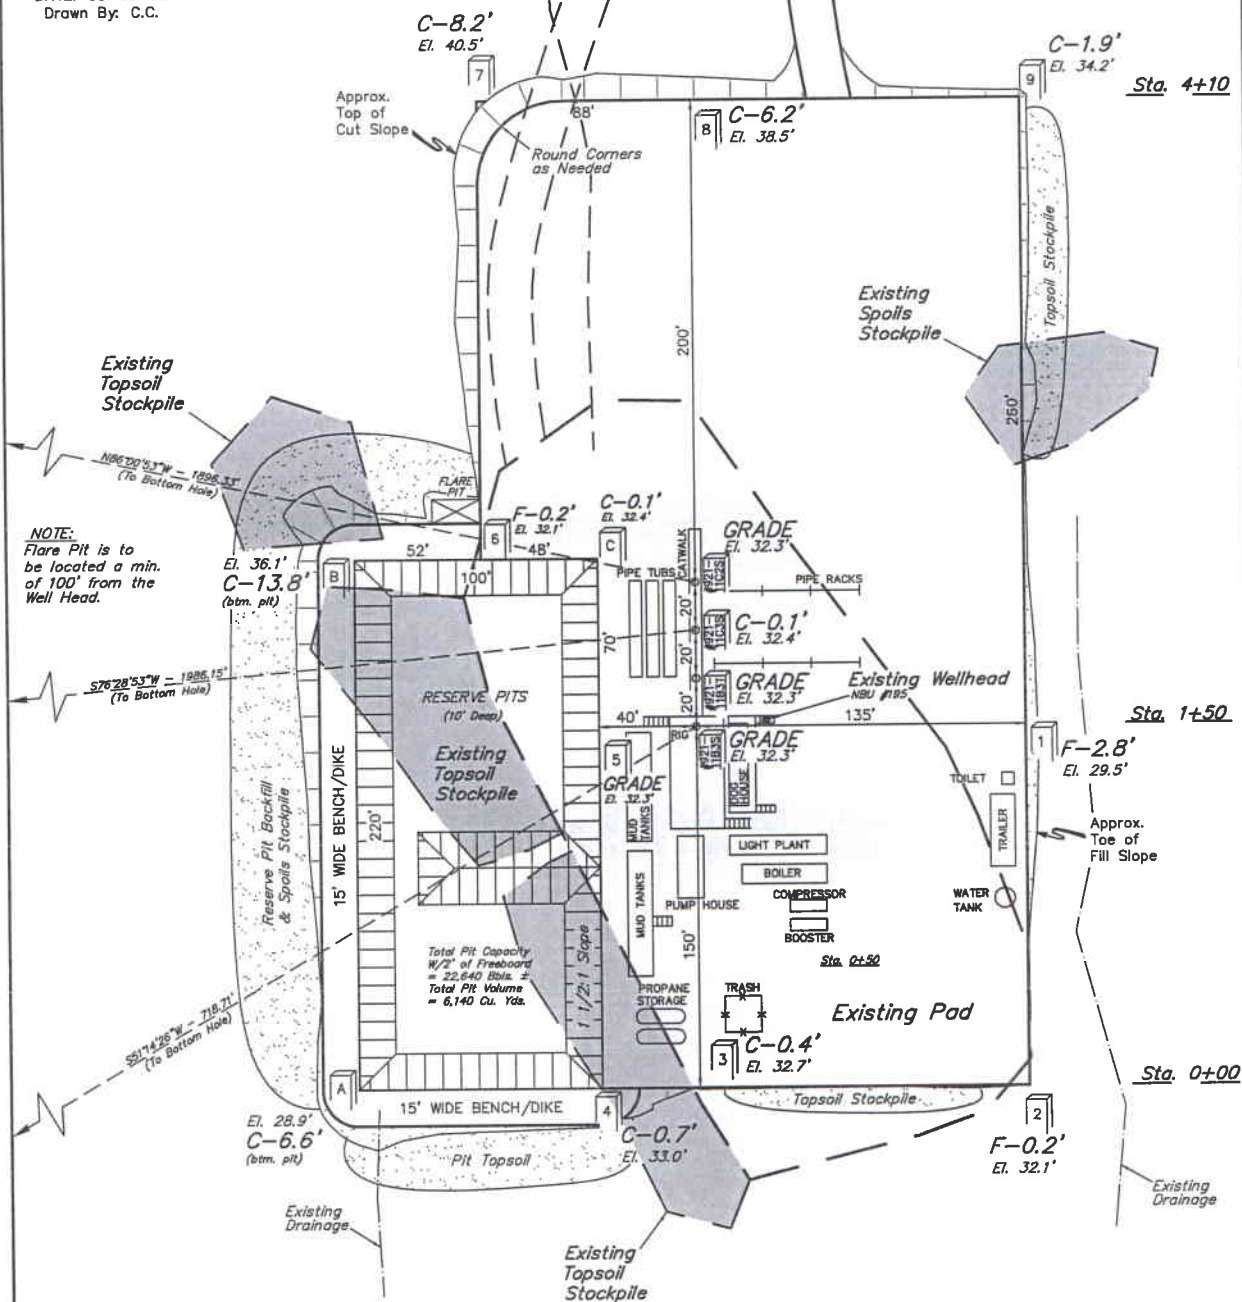 Drawn By: C.C.
C-8.2'
El. 40.5'
7
C-1.9'
El. 34.2'
9
Sta. 4+10
Approx.
Top of
Cut Slope
88'
C-6.2'
El. 38.5'
8
Round Corners
as Needed
Topsoil Stockpile
Existing
Spoils
Stockpile
200'
260'
Existing
Topsoil
Stockpile
N86°00'53"W - 1896.33'
(To Bottom Hole)
FLARE
PIT
NOTE:
Flare Pit is to
be located a min.
of 100' from the
Well Head.
F-0.2'
El. 32.1'
6
C-0.1'
El. 32.4'
C
El. 36.1'
C-13.8'
(btm. pit)
B
52'
48'
100'
CATWALK
GRADE
El. 32.3'
PIPE TUBS
PIPE RACKS
20'
C-0.1'
El. 32.4'
70'
20'
S76°28'53"W - 1986.15'
(To Bottom Hole)
RESERVE PITS
(10' Deep)
Existing Wellhead
NBU #195
GRADE
El. 32.3'
20'
40'
135'
Sta. 1+50
RIG
GRADE
El. 32.3'
1
F-2.8'
El. 29.5'
Existing
Topsoil
Stockpile
5
GRADE
El. 32.3'
DOG
HOUSE
TOILET
TRAILER
MUD
TANKS
15' WIDE BENCH/DIKE
220'
Reserve Pit Backfill
& Spoils Stockpile
LIGHT PLANT
BOILER
Approx.
Toe of
Fill Slope
MUD TANKS
PUMP HOUSE
COMPRESSOR
BOOSTER
WATER
TANK
1 1/2:1 Slope
150'
Sta. 0+50
Total Pit Capacity
W/2' of Freeboard
= 22,640 Bbls. ±
Total Pit Volume
= 6,140 Cu. Yds.
PROPANE
STORAGE
TRASH
Existing Pad
S51°14'26"W - 718.71'
(To Bottom Hole)
3
C-0.4'
El. 32.7'
A
Sta. 0+00
15' WIDE BENCH/DIKE
Topsoil Stockpile
El. 28.9'
C-6.6'
(btm. pit)
4
C-0.7'
El. 33.0'
2
F-0.2'
El. 32.1'
Pit Topsoil
Existing
Drainage
Existing
Drainage
Existing
Topsoil
Stockpile